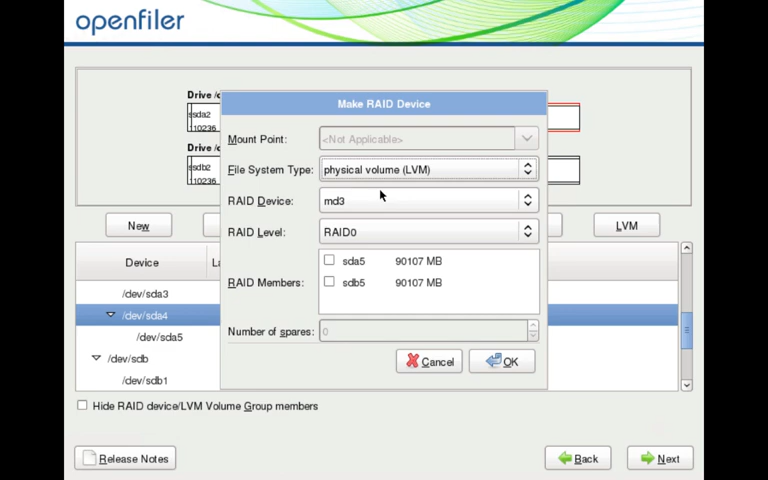 openfiler
Drive /
sda2
110236
Drive /
sdb2
110236
Make RAID Device
Mount Point: <Not Applicable>
File System Type: physical volume (LVM)
RAID Device: md3
RAID Level: RAID0
sda5 90107 MB
RAID Members: sdb5 90107 MB
Number of spares: 0
Cancel OK
New LVM
Device
/dev/sda3
/dev/sda4
/dev/sda5
/dev/sdb
/dev/sdb1
Hide RAID device/LVM Volume Group members
Release Notes Back Next